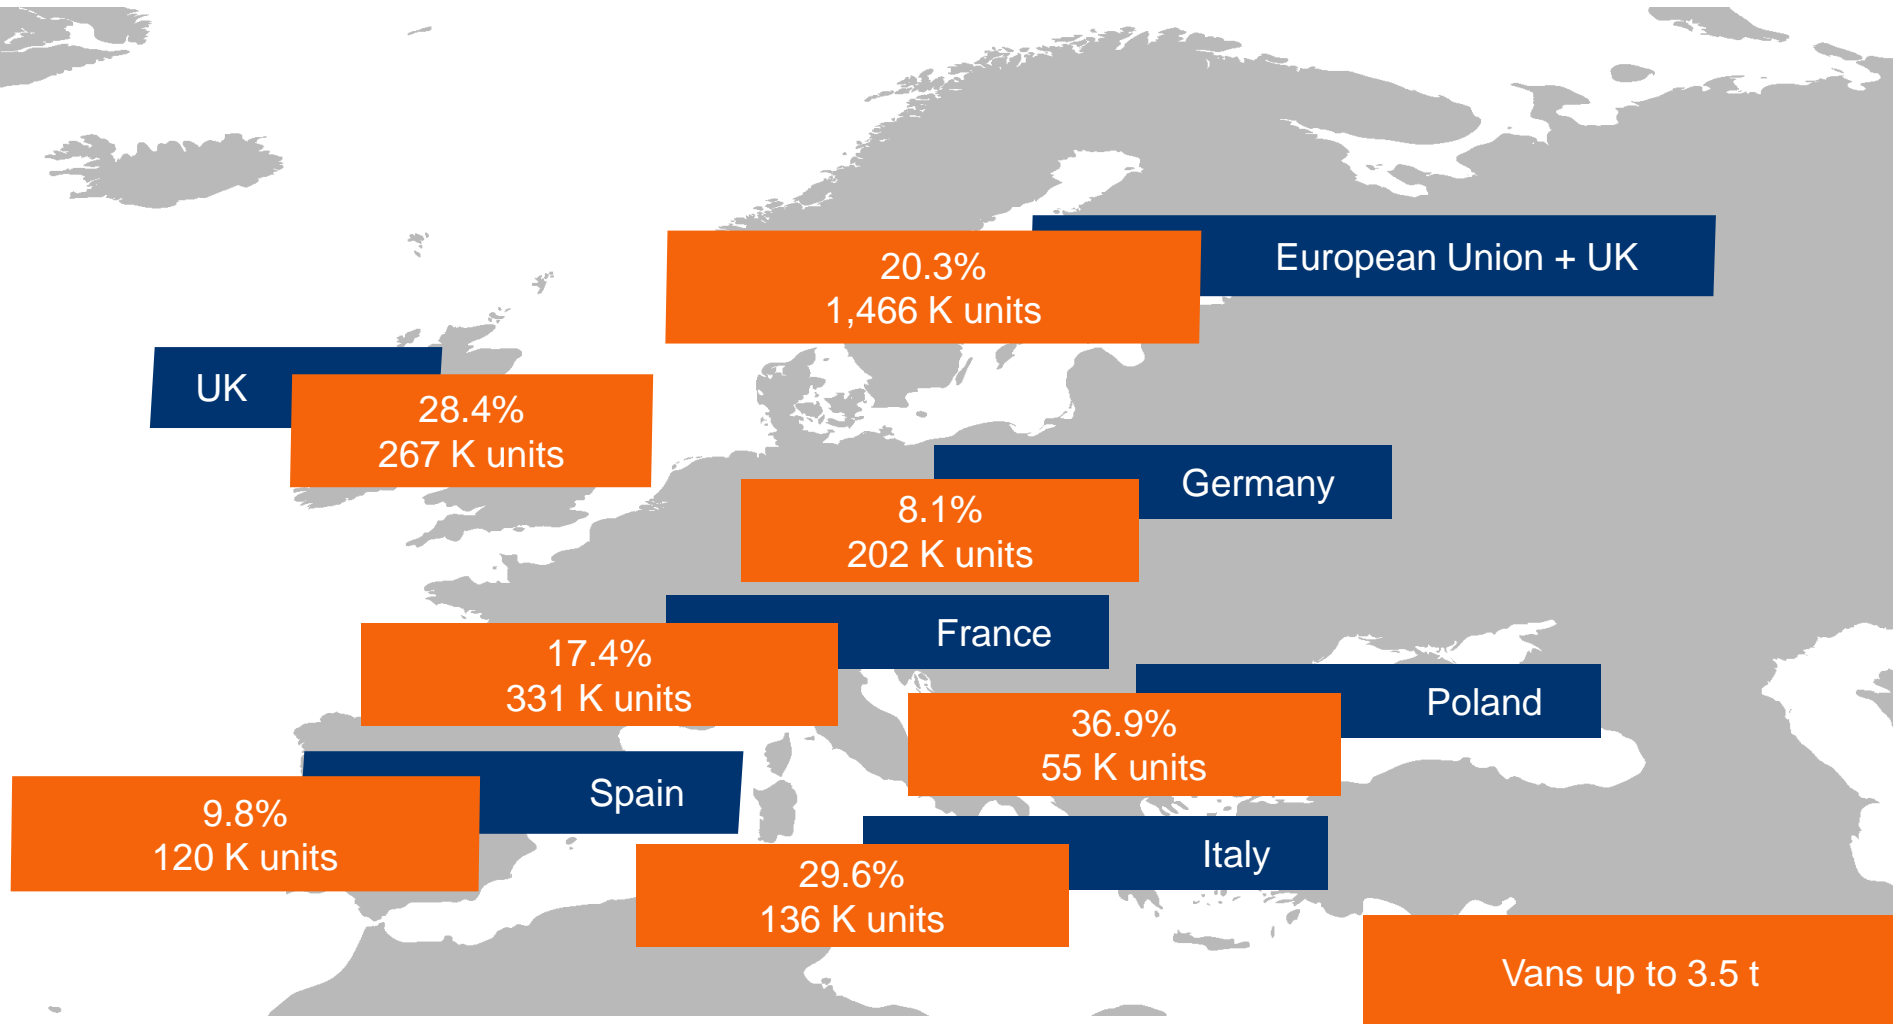 European Union + UK
20.3%
1,466 K units
UK
28.4%
267 K units
Germany
8.1%
202 K units
France
17.4%
331 K units
Poland
36.9%
55 K units
Spain
9.8%
120 K units
Italy
29.6%
136 K units
Vans up to 3.5 t